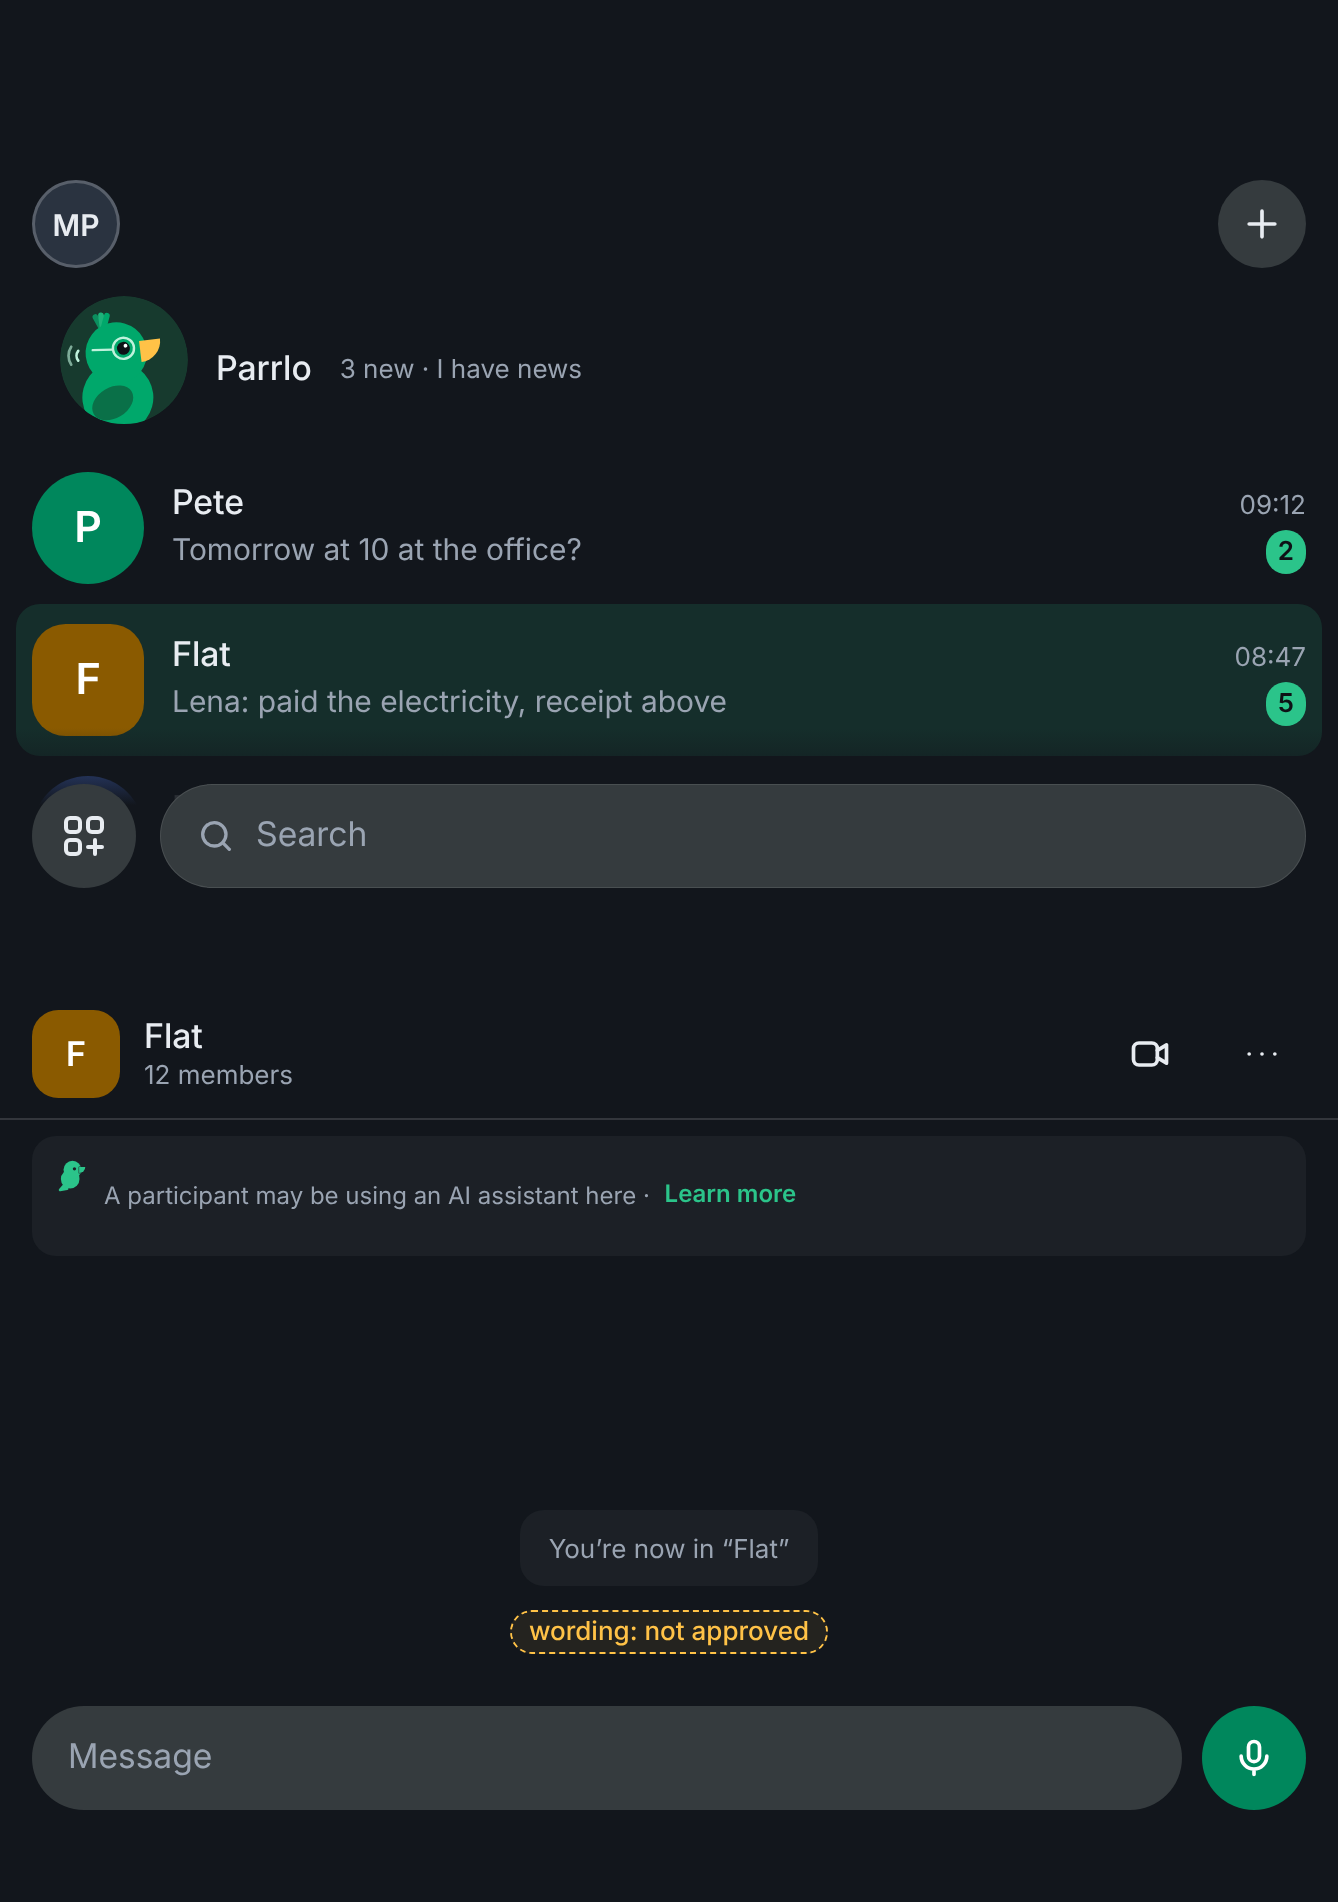 MP
Parrlo 3 new · I have news
P
Pete
09:12
Tomorrow at 10 at the office?
2
F
Flat
08:47
Lena: paid the electricity, receipt above
5
Search
F
Flat
12 members
A participant may be using an AI assistant here · Learn more
You’re now in “Flat”
wording: not approved
Message